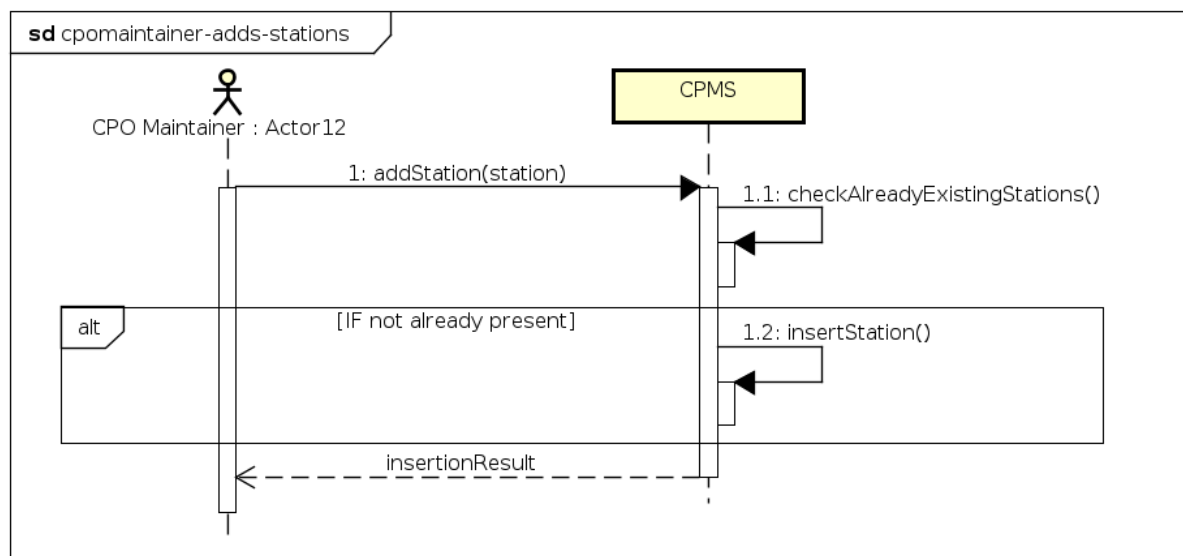 sd cpomaintainer-adds-stations
CPMS
CPO Maintainer : Actor12
1: addStation(station)
1.1: checkAlreadyExistingStations()
alt
[IF not already present]
1.2: insertStation()
insertionResult